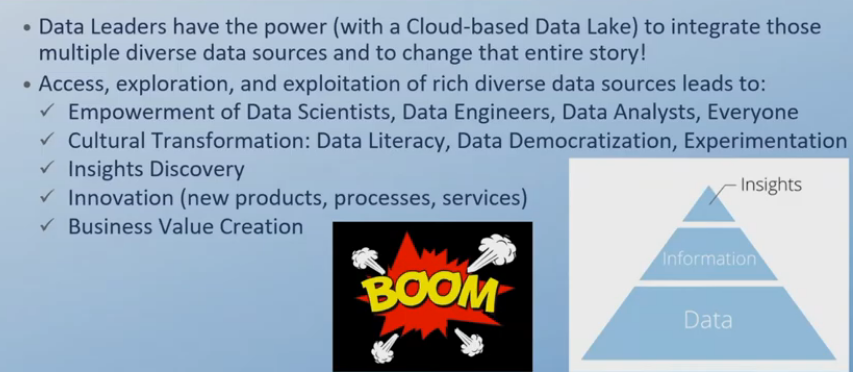 • Data Leaders have the power (with a Cloud-based Data Lake) to integrate those
multiple diverse data sources and to change that entire story!
• Access, exploration, and exploitation of rich diverse data sources leads to:
✓ Empowerment of Data Scientists, Data Engineers, Data Analysts, Everyone
✓ Cultural Transformation: Data Literacy, Data Democratization, Experimentation
✓ Insights Discovery
✓ Innovation (new products, processes, services)
✓ Business Value Creation
BOOM
Insights
Information
Data